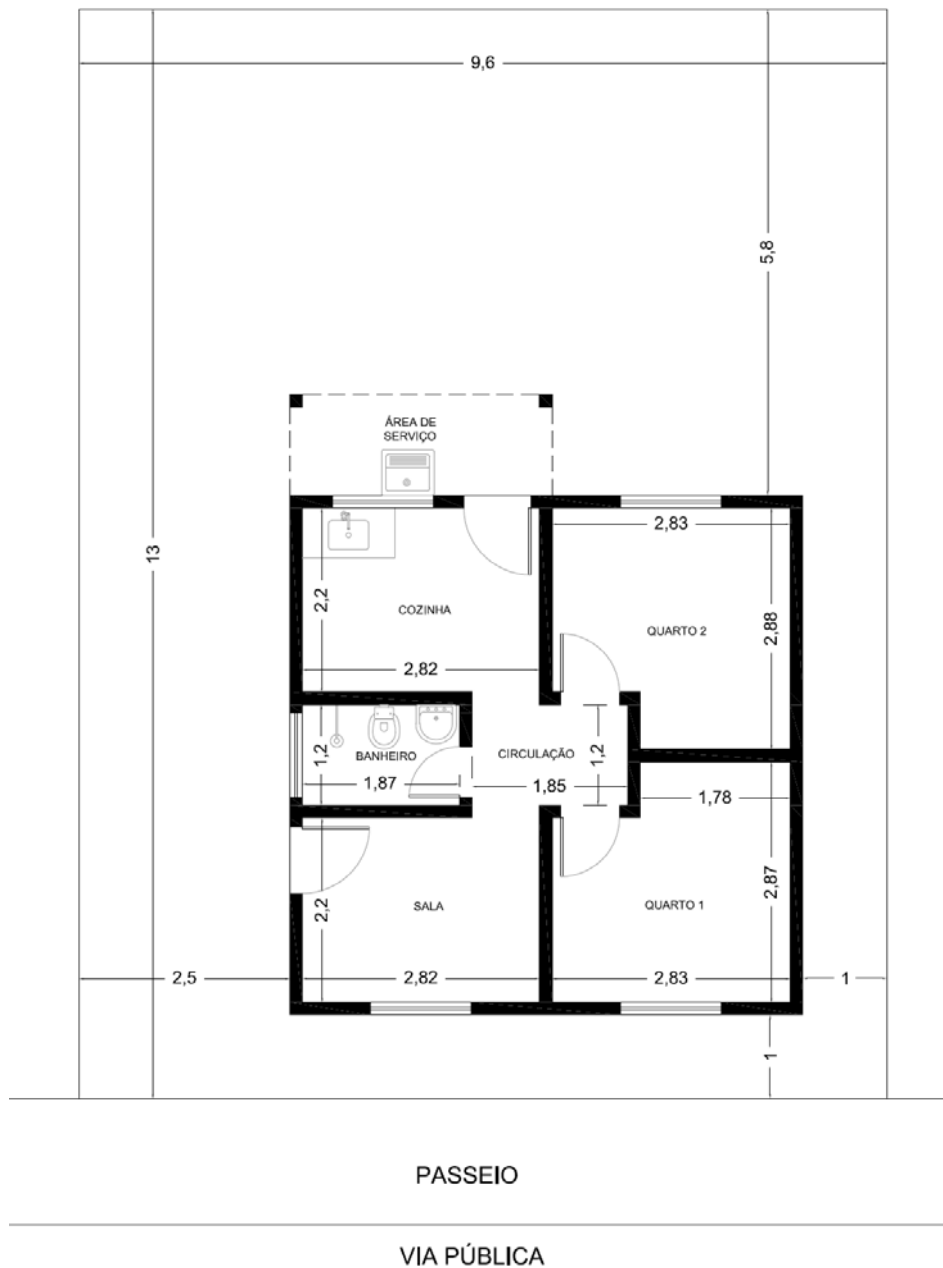 9,6
5,8
13
ÁREA DE
SERVIÇO
2,83
2,2
COZINHA
QUARTO 2
2,88
2,82
BANHEIRO
CIRCULAÇÃO
1,2
1,2
1,87
1,85
1,78
2,87
SALA
QUARTO 1
2,2
2,5
2,82
2,83
1
1
PASSEIO
VIA PÚBLICA